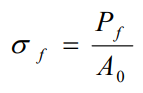 σ_f = P_f / A_0